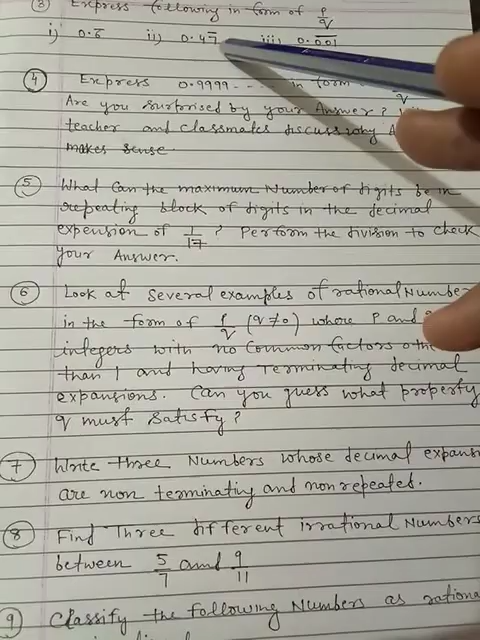 ③ Express following in form of p/q
i) 0.6̅ ii) 0.47̅ iii) 0.0̅0̅1̅
④ Express 0.9999---- in form
q
Are you surprised by your Answer?
teacher and classmates discuss why
makes sense.
⑤ What can the maximum Number of digits be in
repeating block of digits in the decimal
expension of 1/17? Perform the division to check
your Answer.
⑥ Look at several examples of rational Number
in the form of p/q (q≠0) where p and
integers with no common factors
than 1 and having terminating decimal
expansions. Can you guess what property
q must satisfy?
⑦ Write three Numbers whose decimal expans
are non terminating and non repeated.
⑧ Find Three different irrational Numbers
between 5/7 and 9/11
⑨ Classify the following Numbers as rationa